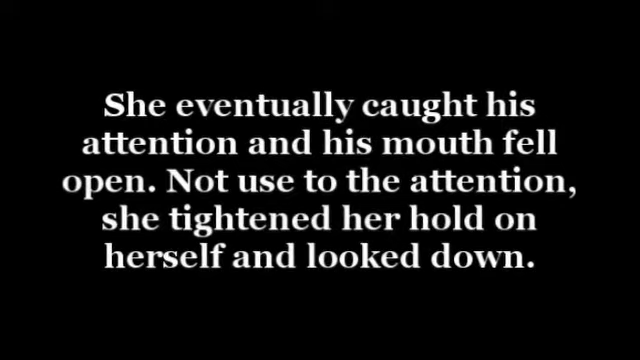 She eventually caught his
attention and his mouth fell
open. Not use to the attention,
she tightened her hold on
herself and looked down.